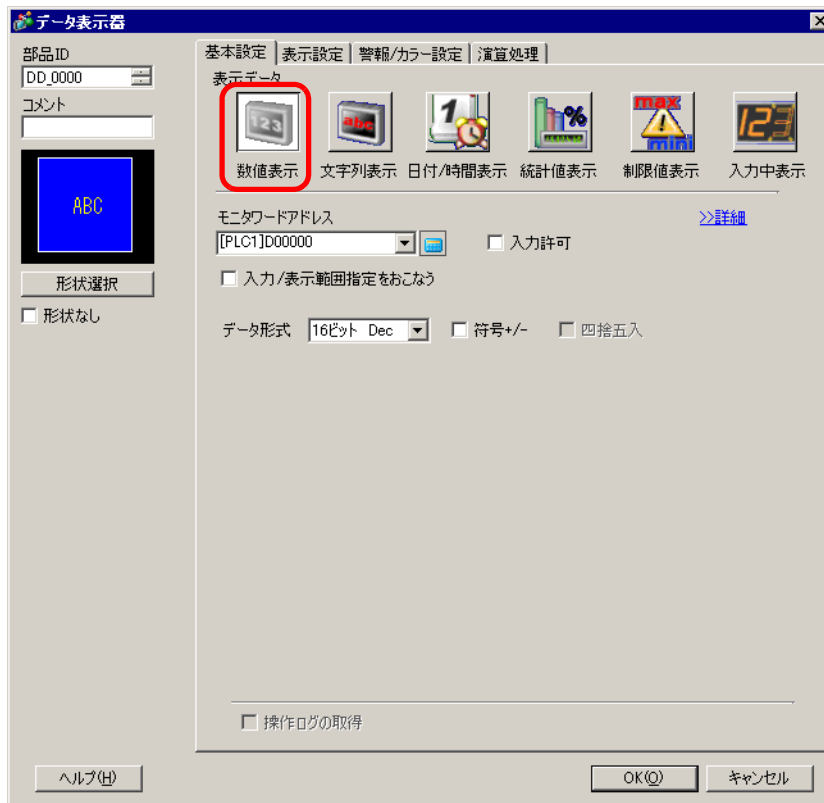 データ表示器
部品ID
DD_0000
コメント
ABC
形状選択
形状なし
基本設定 表示設定 警報/カラー設定 演算処理
表示データ
123 abc 1 % max mini 123
数値表示 文字列表示 日付/時間表示 統計値表示 制限値表示 入力中表示
モニタワードアドレス >>詳細
[PLC1]D00000 入力許可
入力/表示範囲指定をおこなう
データ形式 16ビット Dec 符号+/- 四捨五入
操作ログの取得
ヘルプ(H) OK(O) キャンセル